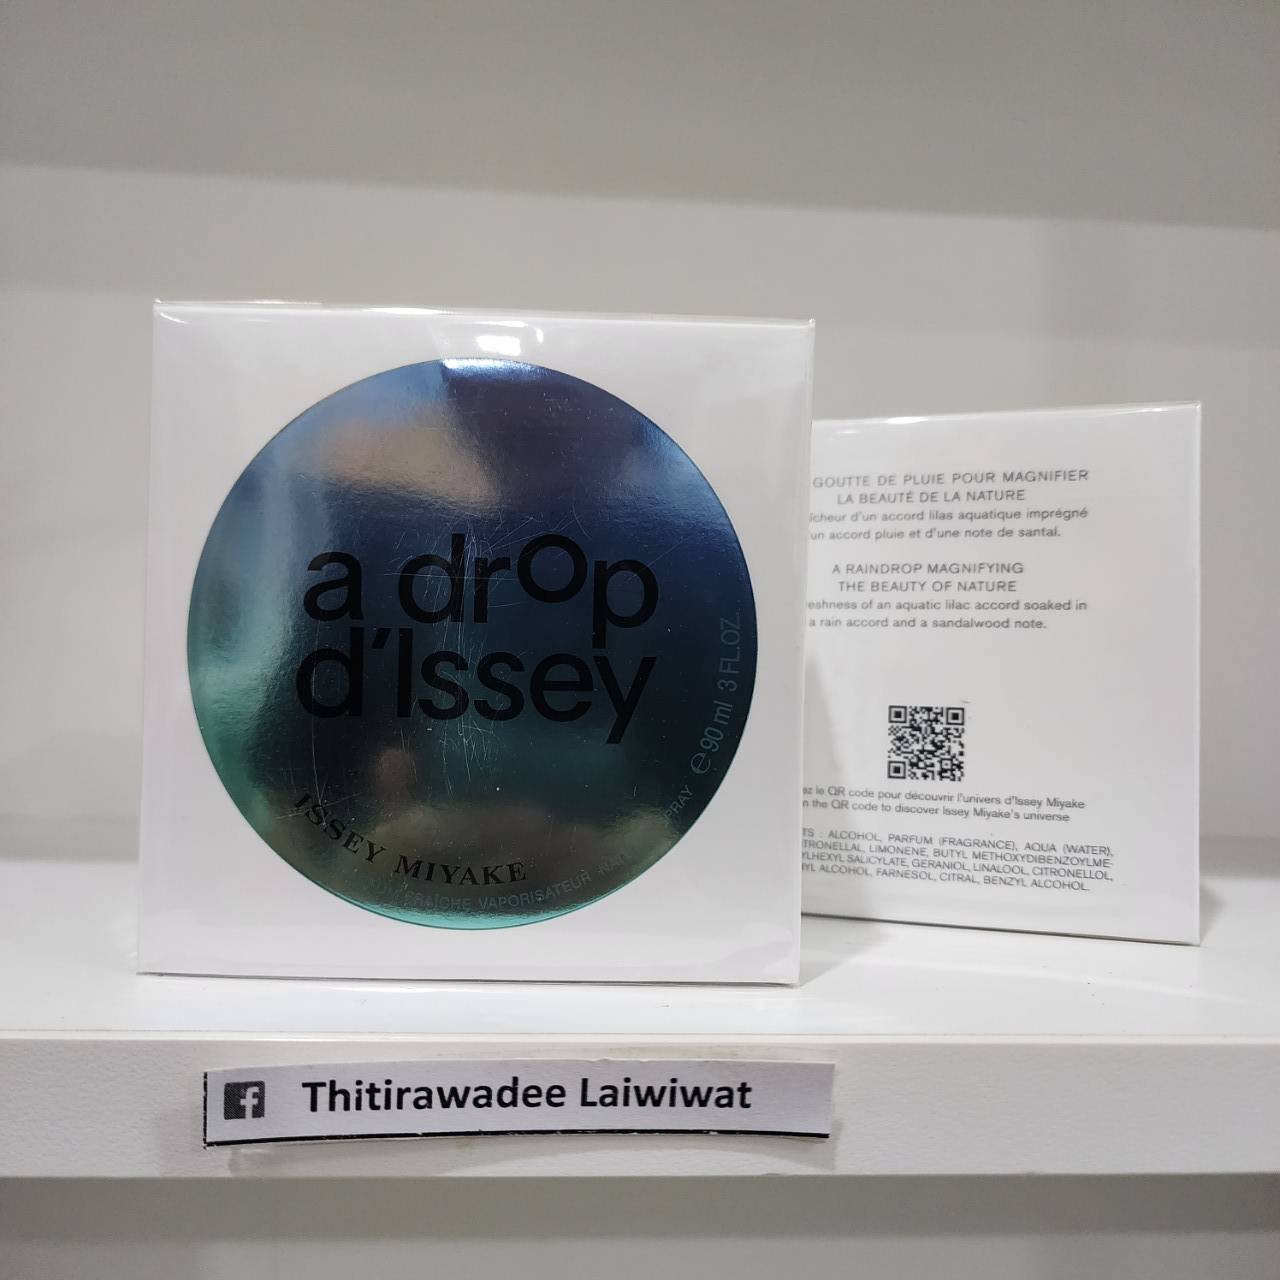 a drop
d'Issey
ISSEY MIYAKE
FRAÎCHE VAPORISATEUR
℮ 90 ml 3 FL.OZ.
GOUTTE DE PLUIE POUR MAGNIFIER
LA BEAUTÉ DE LA NATURE
d'un accord lilas aquatique imprégné
accord pluie et d'une note de santal.
A RAINDROP MAGNIFYING
THE BEAUTY OF NATURE
of an aquatic lilac accord soaked in
a rain accord and a sandalwood note.
le QR code pour découvrir l'univers d'Issey Miyake
the QR code to discover Issey Miyake's universe
: ALCOHOL, PARFUM (FRAGRANCE), AQUA (WATER),
LIMONENE, BUTYL METHOXYDIBENZOYLME-
SALICYLATE, GERANIOL, LINALOOL, CITRONELLOL,
ALCOHOL, FARNESOL, CITRAL, BENZYL ALCOHOL.
Thitirawadee Laiwiwat